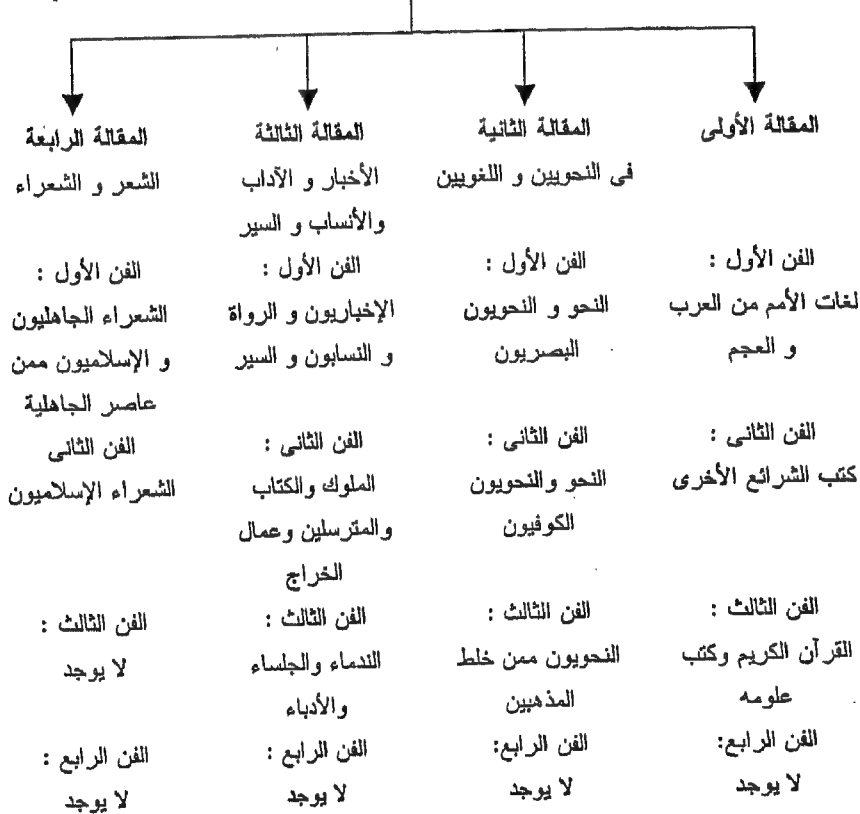 المقالة الأولى
الفن الأول :
لغات الأمم من العرب
و العجم
الفن الثانى :
كتب الشرائع الأخرى
الفن الثالث :
القرآن الكريم وكتب
علومه
الفن الرابع:
لا يوجد
المقالة الثانية
فى النحويين و اللغويين
الفن الأول :
النحو و النحويون
البصريون
الفن الثانى :
النحو والنحويون
الكوفيون
الفن الثالث :
النحويون ممن خلط
المذهبين
الفن الرابع:
لا يوجد
المقالة الثالثة
الأخبار و الآداب
والأنساب و السير
الفن الأول :
الإخباريون و الرواة
و النسابون و السير
الفن الثانى :
الملوك والكتاب
والمترسلين وعمال
الخراج
الفن الثالث :
الندماء والجلساء
والأدباء
الفن الرابع :
لا يوجد
المقالة الرابعة
الشعر و الشعراء
الفن الأول :
الشعراء الجاهليون
و الإسلاميون ممن
عاصر الجاهلية
الفن الثانى
الشعراء الإسلاميون
الفن الثالث :
لا يوجد
الفن الرابع :
لا يوجد